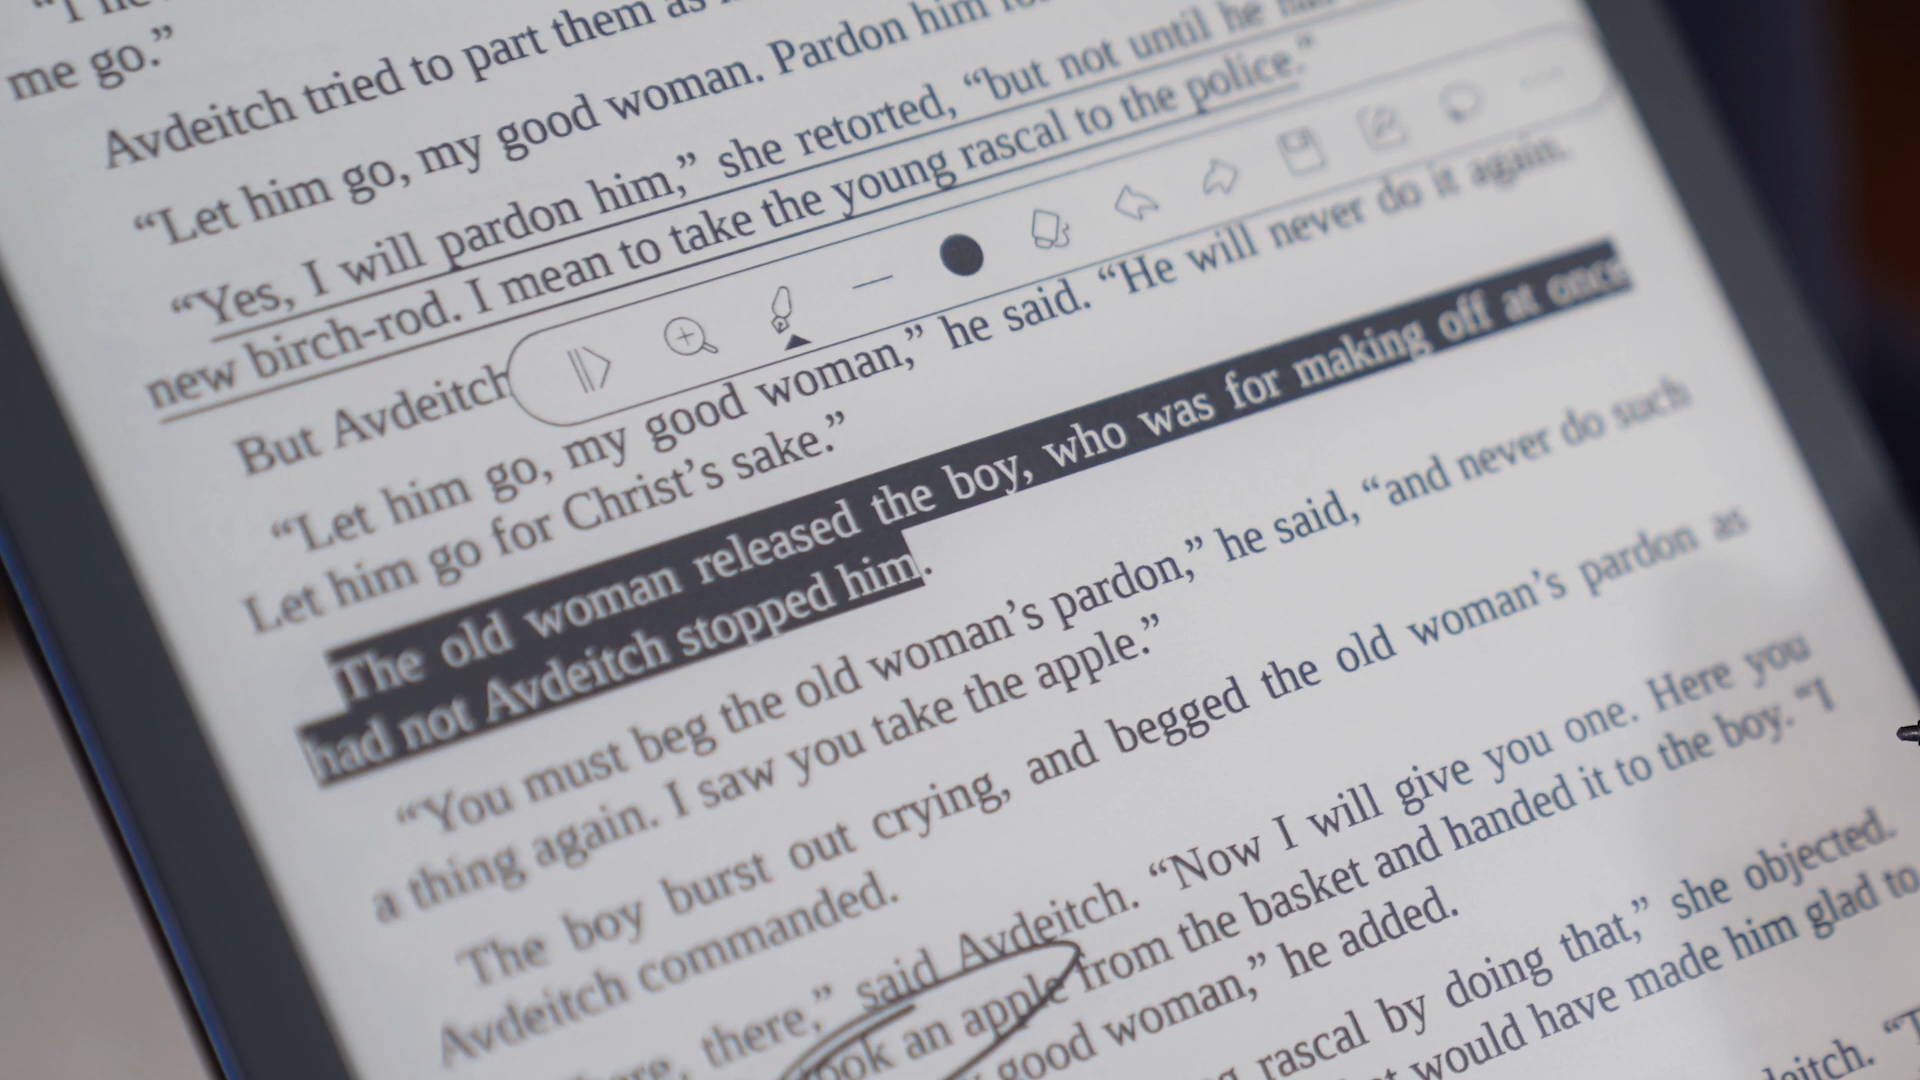 me go.”
Avdeitch tried to part them as
“Let him go, my good woman. Pardon him
“Yes, I will pardon him,” she retorted, “but not until he has
new birch-rod. I mean to take the young rascal to the police.”
But Avdeitch
“Let him go, my good woman,” he said. “He will never do it again.
Let him go for Christ’s sake.”
The old woman released the boy, who was for making off at once
had not Avdeitch stopped him.
“You must beg the old woman’s pardon,” he said, “and never do such
a thing again. I saw you take the apple.”
The boy burst out crying, and begged the old woman’s pardon as
Avdeitch commanded.
there,” said Avdeitch. “Now I will give you one. Here you
an apple from the basket and handed it to the boy. “I
good woman,” he added.
rascal by doing that,” she objected.
would have made him glad to